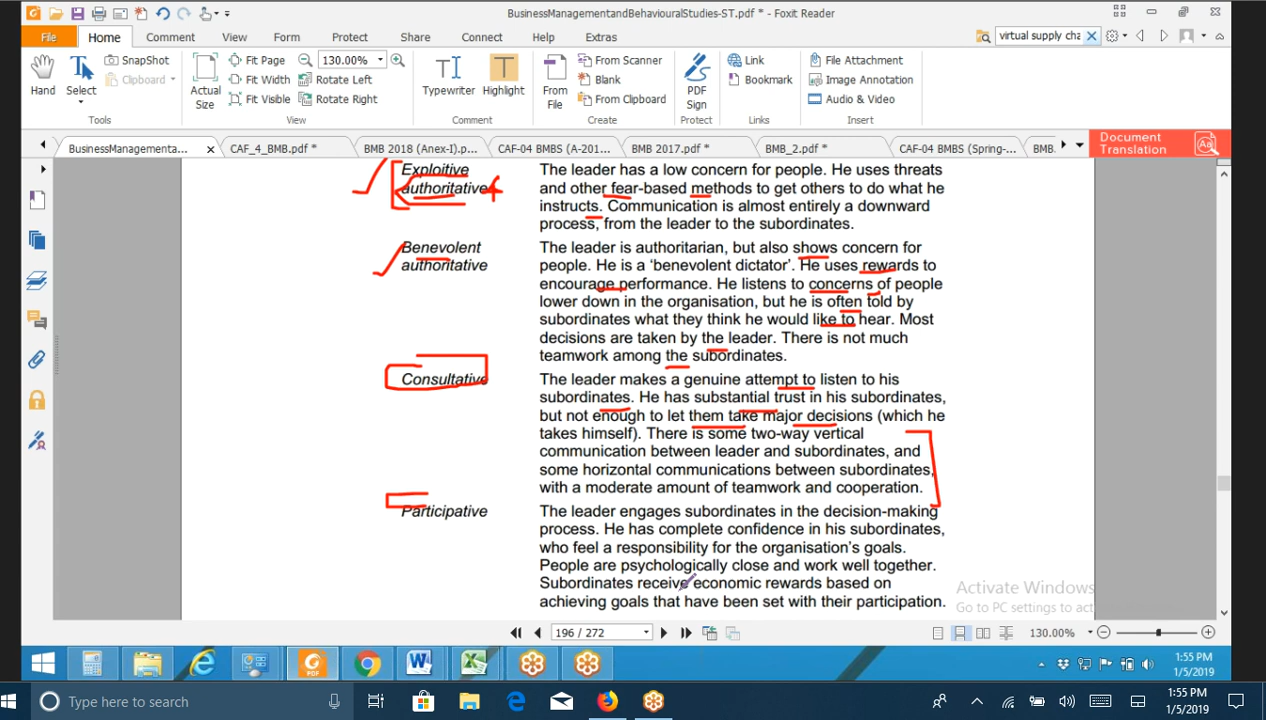 BusinessManagementandBehaviouralStudies-ST.pdf * - Foxit Reader
File Home Comment View Form Protect Share Connect Help Extras virtual supply cha
Hand Select SnapShot Clipboard Actual Size Fit Page Fit Width Fit Visible 130.00% Rotate Left Rotate Right Typewriter Highlight From File From Scanner Blank From Clipboard PDF Sign Link Bookmark File Attachment Image Annotation Audio & Video
Tools View Comment Create Protect Links Insert
BusinessManagementa... CAF_4_BMB.pdf * BMB 2018 (Anex-I).p... CAF-04 BMBS (A-201... BMB 2017.pdf * BMB_2.pdf * CAF-04 BMBS (Spring-... BMB. Document Translation
Exploitive authoritative
The leader has a low concern for people. He uses threats
and other fear-based methods to get others to do what he
instructs. Communication is almost entirely a downward
process, from the leader to the subordinates.
Benevolent authoritative
The leader is authoritarian, but also shows concern for
people. He is a ‘benevolent dictator’. He uses rewards to
encourage performance. He listens to concerns of people
lower down in the organisation, but he is often told by
subordinates what they think he would like to hear. Most
decisions are taken by the leader. There is not much
teamwork among the subordinates.
Consultative
The leader makes a genuine attempt to listen to his
subordinates. He has substantial trust in his subordinates,
but not enough to let them take major decisions (which he
takes himself). There is some two-way vertical
communication between leader and subordinates, and
some horizontal communications between subordinates,
with a moderate amount of teamwork and cooperation.
Participative
The leader engages subordinates in the decision-making
process. He has complete confidence in his subordinates,
who feel a responsibility for the organisation’s goals.
People are psychologically close and work well together.
Subordinates receive economic rewards based on
achieving goals that have been set with their participation.
Activate Windows
Go to PC settings to act
196 / 272 130.00%
1:55 PM
1/5/2019
Type here to search
1:55 PM
1/5/2019